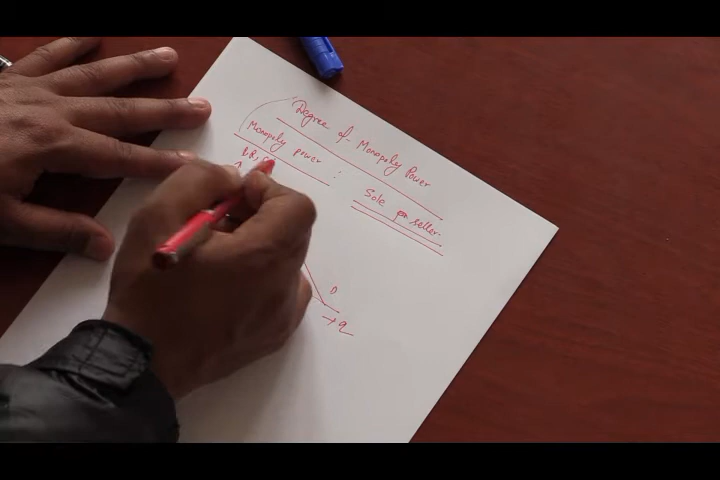 Degree of Monopoly Power
Monopoly power : Sole seller.
D
→ q